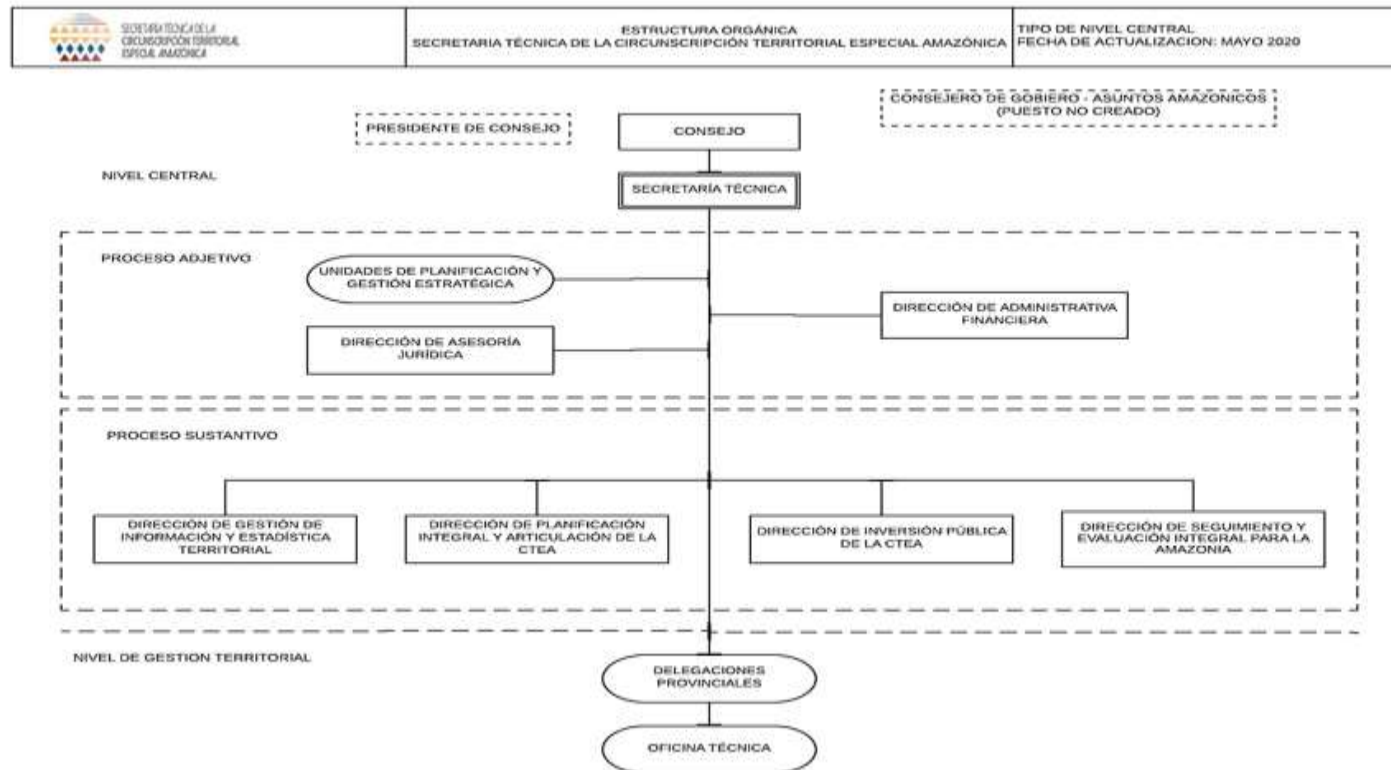 SECRETARÍA TÉCNICA DE LA
CIRCUNSCRIPCIÓN TERRITORIAL
ESPECIAL AMAZÓNICA
ESTRUCTURA ORGÁNICA
SECRETARIA TÉCNICA DE LA CIRCUNSCRIPCIÓN TERRITORIAL ESPECIAL AMAZÓNICA
TIPO DE NIVEL CENTRAL
FECHA DE ACTUALIZACION: MAYO 2020
CONSEJERO DE GOBIERO - ASUNTOS AMAZONICOS
(PUESTO NO CREADO)
PRESIDENTE DE CONSEJO
CONSEJO
NIVEL CENTRAL
SECRETARÍA TÉCNICA
PROCESO ADJETIVO
UNIDADES DE PLANIFICACIÓN Y
GESTIÓN ESTRATÉGICA
DIRECCIÓN DE ADMINISTRATIVA
FINANCIERA
DIRECCIÓN DE ASESORÍA
JURÍDICA
PROCESO SUSTANTIVO
DIRECCIÓN DE GESTIÓN DE
INFORMACIÓN Y ESTADÍSTICA
TERRITORIAL
DIRECCIÓN DE PLANIFICACIÓN
INTEGRAL Y ARTICULACIÓN DE LA
CTEA
DIRECCIÓN DE INVERSIÓN PÚBLICA
DE LA CTEA
DIRECCIÓN DE SEGUIMIENTO Y
EVALUACIÓN INTEGRAL PARA LA
AMAZONIA
NIVEL DE GESTION TERRITORIAL
DELEGACIONES
PROVINCIALES
OFICINA TÉCNICA